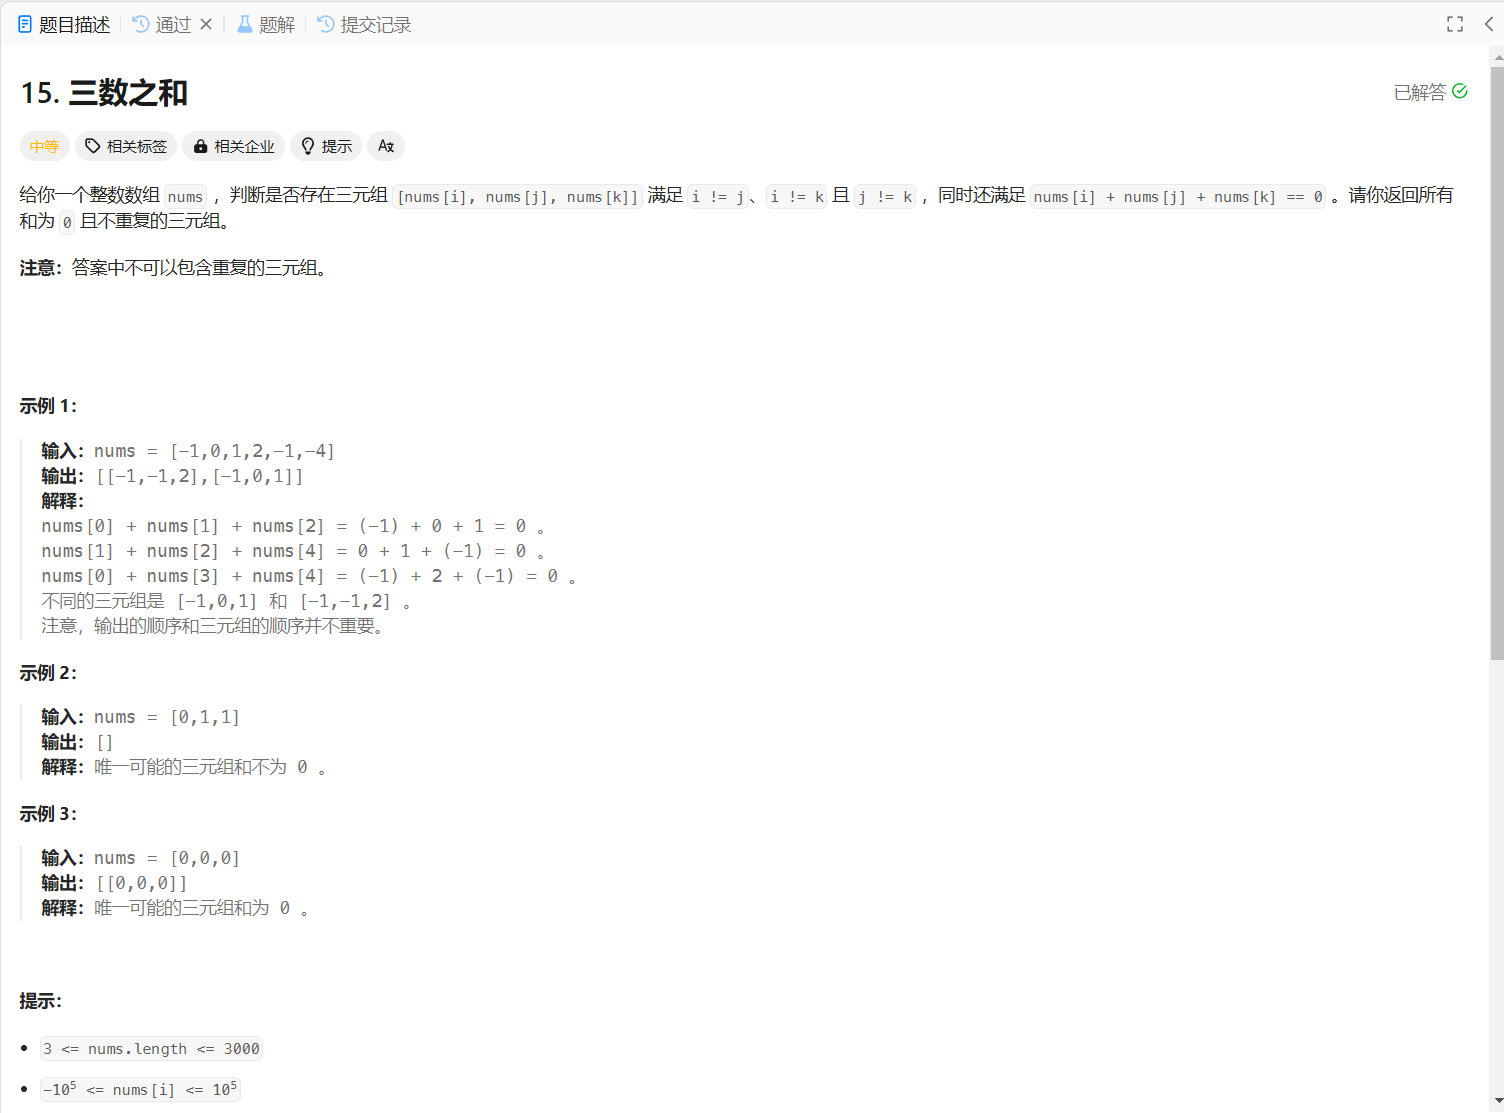 题目描述 通过 题解 提交记录
15. 三数之和
已解答
中等 相关标签 相关企业 提示
给你一个整数数组 nums ，判断是否存在三元组 [nums[i], nums[j], nums[k]] 满足 i != j、i != k 且 j != k ，同时还满足 nums[i] + nums[j] + nums[k] == 0 。请你返回所有
和为 0 且不重复的三元组。
注意：答案中不可以包含重复的三元组。
示例 1：
输入：nums = [-1,0,1,2,-1,-4]
输出：[[-1,-1,2],[-1,0,1]]
解释：
nums[0] + nums[1] + nums[2] = (-1) + 0 + 1 = 0 。
nums[1] + nums[2] + nums[4] = 0 + 1 + (-1) = 0 。
nums[0] + nums[3] + nums[4] = (-1) + 2 + (-1) = 0 。
不同的三元组是 [-1,0,1] 和 [-1,-1,2] 。
注意，输出的顺序和三元组的顺序并不重要。
示例 2：
输入：nums = [0,1,1]
输出：[]
解释：唯一可能的三元组和不为 0 。
示例 3：
输入：nums = [0,0,0]
输出：[[0,0,0]]
解释：唯一可能的三元组和为 0 。
提示：
3 <= nums.length <= 3000
-10⁵ <= nums[i] <= 10⁵